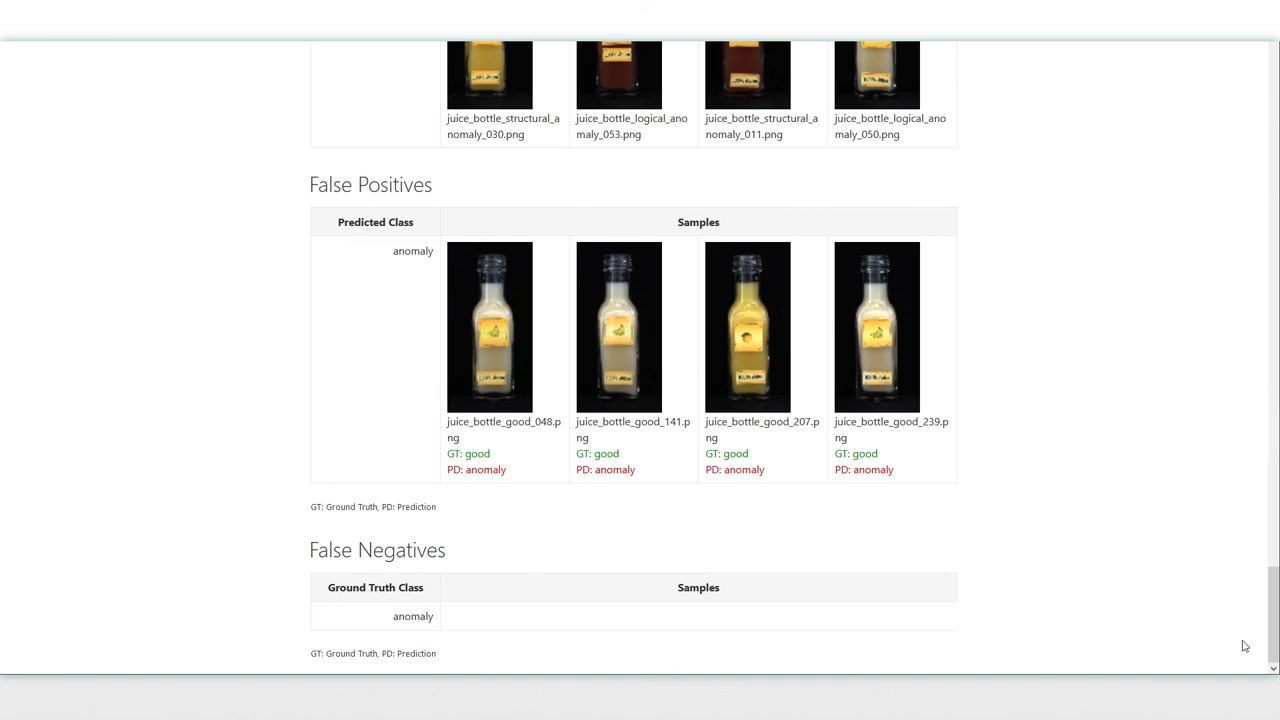 juice_bottle_structural_a juice_bottle_logical_ano juice_bottle_structural_a juice_bottle_logical_ano
nomaly_030.png maly_053.png nomaly_011.png maly_050.png
False Positives
Predicted Class Samples
anomaly
juice_bottle_good_048.p juice_bottle_good_141.p juice_bottle_good_207.p juice_bottle_good_239.p
ng ng ng ng
GT: good GT: good GT: good GT: good
PD: anomaly PD: anomaly PD: anomaly PD: anomaly
GT: Ground Truth, PD: Prediction
False Negatives
Ground Truth Class Samples
anomaly
GT: Ground Truth, PD: Prediction